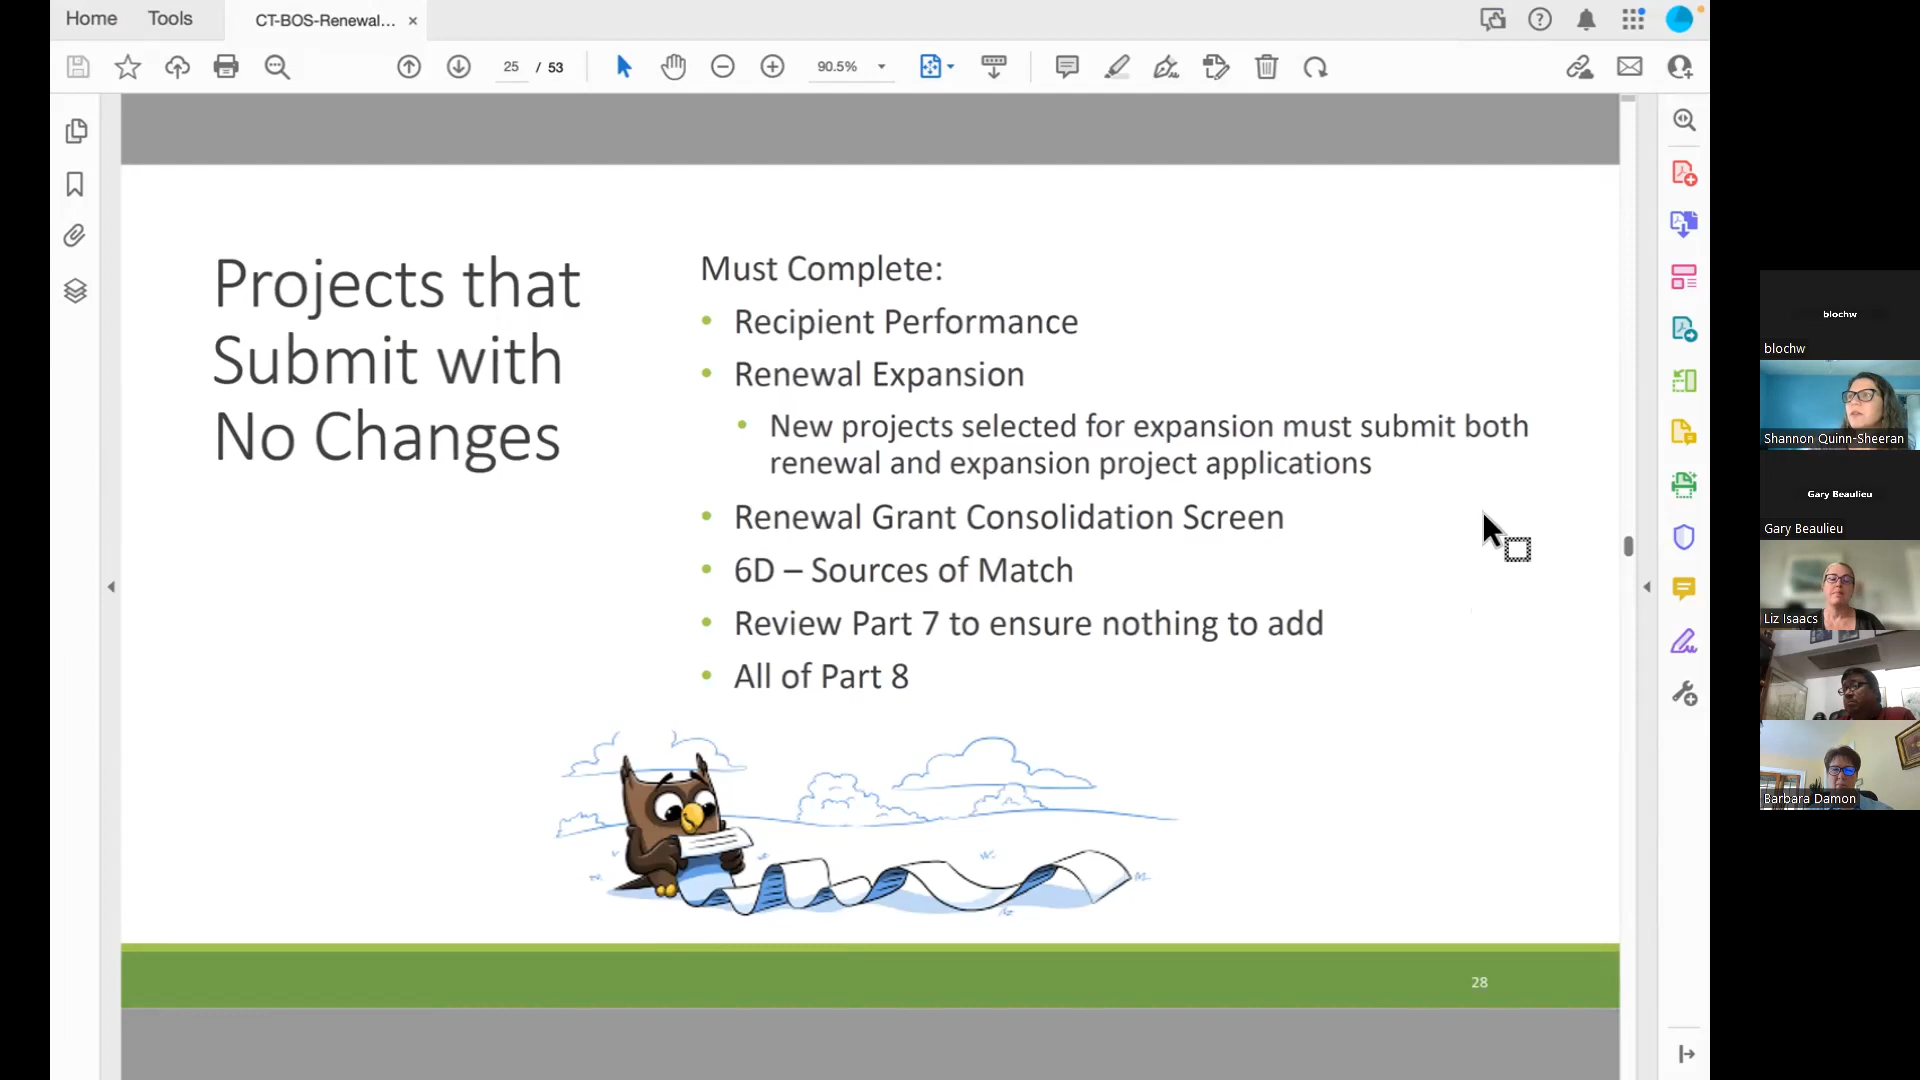 Home
Tools
CT-BOS-Renewal...
25 / 53
90.5%
Projects that
Submit with
No Changes
Must Complete:
• Recipient Performance
• Renewal Expansion
• New projects selected for expansion must submit both
renewal and expansion project applications
• Renewal Grant Consolidation Screen
• 6D – Sources of Match
• Review Part 7 to ensure nothing to add
• All of Part 8
28
blochw
blochw
Shannon Quinn-Sheeran
Gary Beaulieu
Gary Beaulieu
Liz Isaacs
Barbara Damon